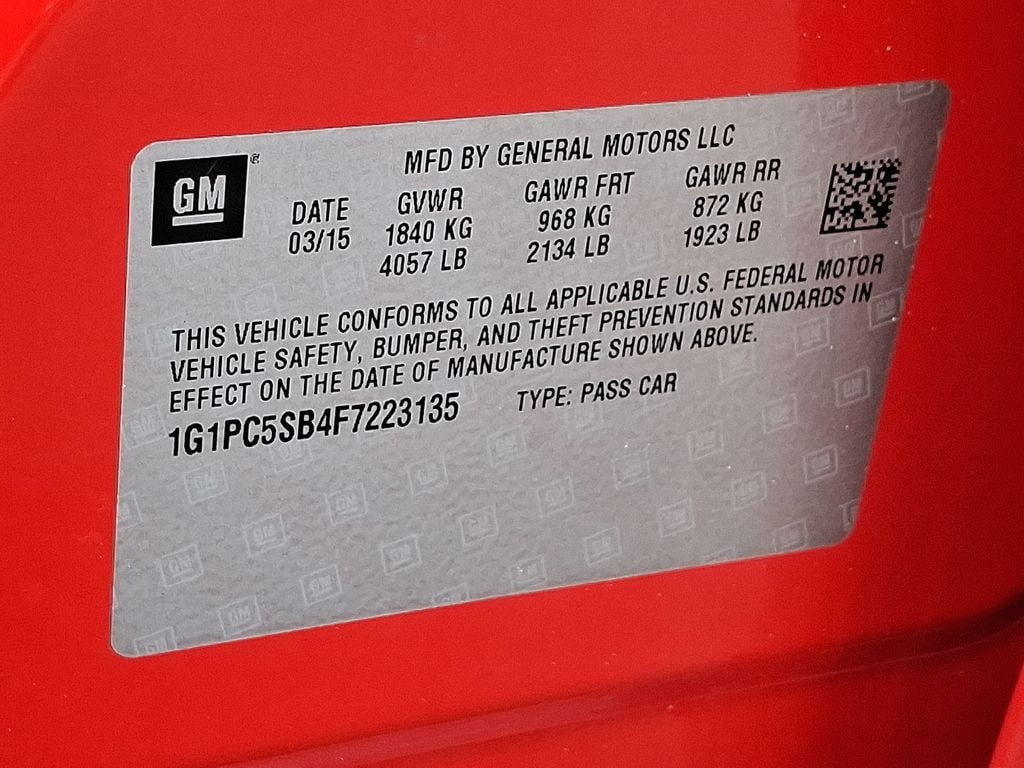 GM ®
MFD BY GENERAL MOTORS LLC
DATE GVWR GAWR FRT GAWR RR
03/15 1840 KG 968 KG 872 KG
4057 LB 2134 LB 1923 LB
THIS VEHICLE CONFORMS TO ALL APPLICABLE U.S. FEDERAL MOTOR
VEHICLE SAFETY, BUMPER, AND THEFT PREVENTION STANDARDS IN
EFFECT ON THE DATE OF MANUFACTURE SHOWN ABOVE.
1G1PC5SB4F7223135 TYPE: PASS CAR